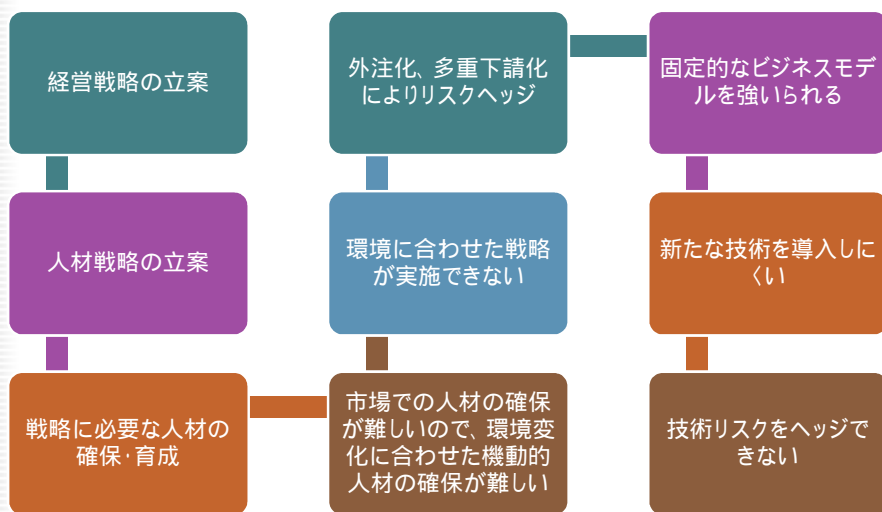 経営戦略の立案
人材戦略の立案
戦略に必要な人材の
確保・育成
市場での人材の確保
が難しいので、環境変
化に合わせた機動的
人材の確保が難しい
環境に合わせた戦略
が実施できない
外注化、多重下請化
によりリスクヘッジ
固定的なビジネスモデ
ルを強いられる
新たな技術を導入しに
くい
技術リスクをヘッジで
きない